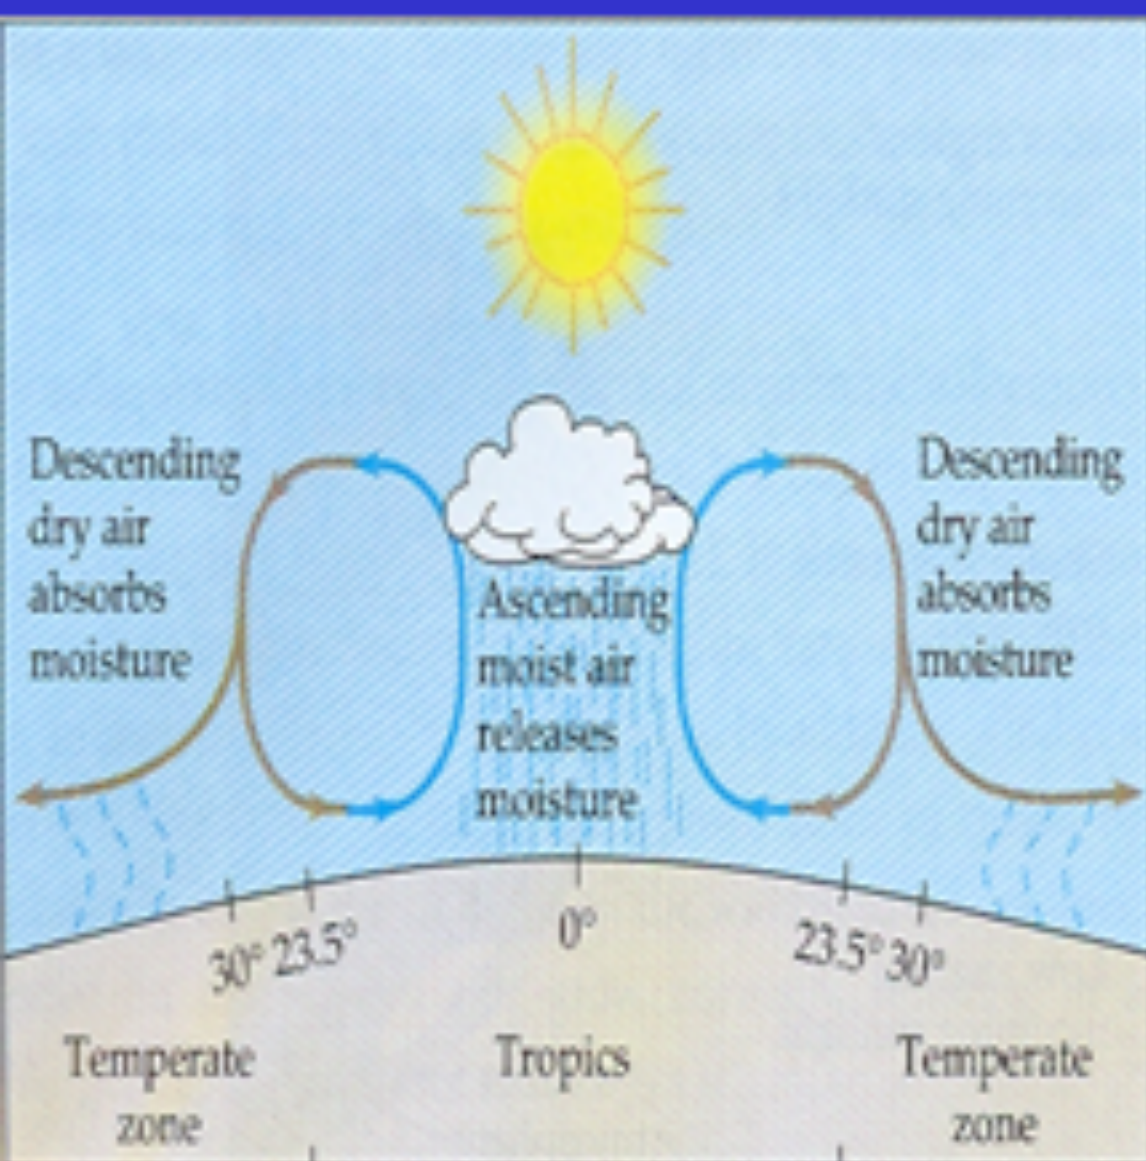 Descending
dry air
absorbs
moisture
Ascending
moist air
releases
moisture
Descending
dry air
absorbs
moisture
30° 23.5°
0°
23.5° 30°
Temperate
zone
Tropics
Temperate
zone